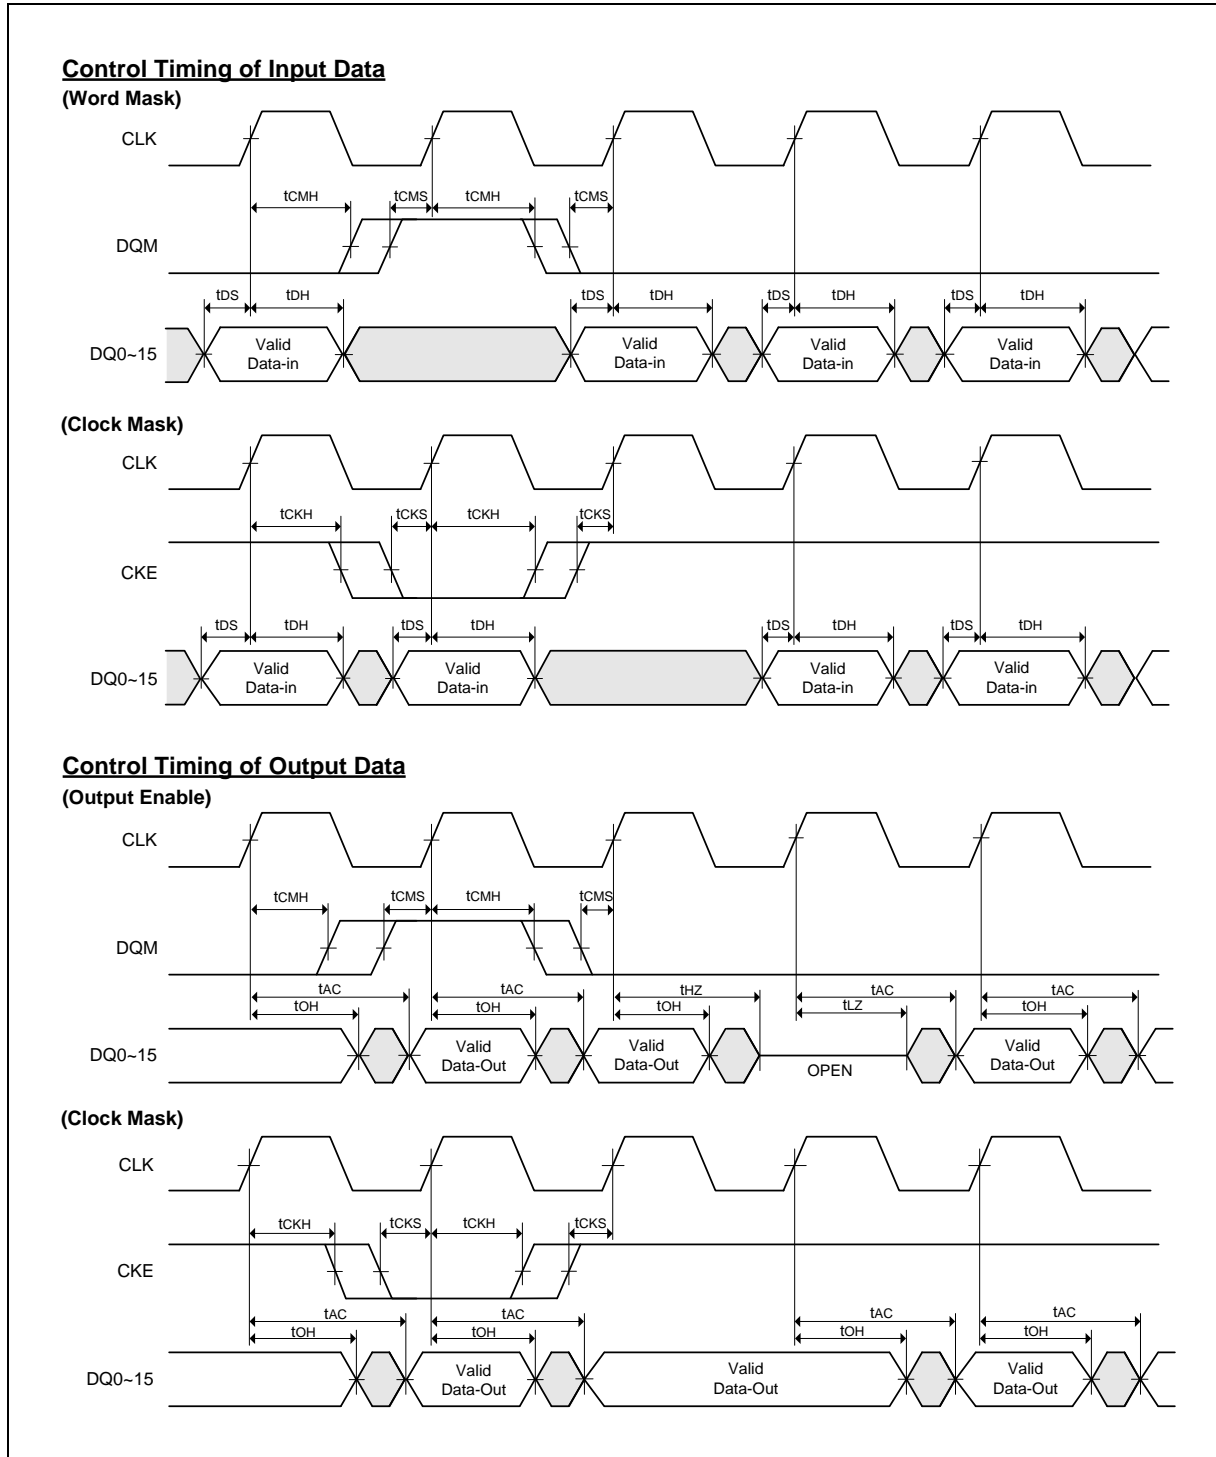 Control Timing of Input Data
(Word Mask)
CLK
tCMH tCMS tCMH tCMS
DQM
tDS tDH tDS tDH tDS tDH tDS tDH
DQ0~15
Valid Data-in
Valid Data-in
Valid Data-in
Valid Data-in
(Clock Mask)
CLK
tCKH tCKS tCKH tCKS
CKE
tDS tDH tDS tDH tDS tDH tDS tDH
DQ0~15
Valid Data-in
Valid Data-in
Valid Data-in
Valid Data-in
Control Timing of Output Data
(Output Enable)
CLK
tCMH tCMS tCMH tCMS
DQM
tAC tAC tHZ tAC tAC
tOH tOH tOH tLZ tOH
DQ0~15
Valid Data-Out
Valid Data-Out
OPEN
Valid Data-Out
(Clock Mask)
CLK
tCKH tCKS tCKH tCKS
CKE
tAC tAC tAC tAC
tOH tOH tOH tOH
DQ0~15
Valid Data-Out
Valid Data-Out
Valid Data-Out